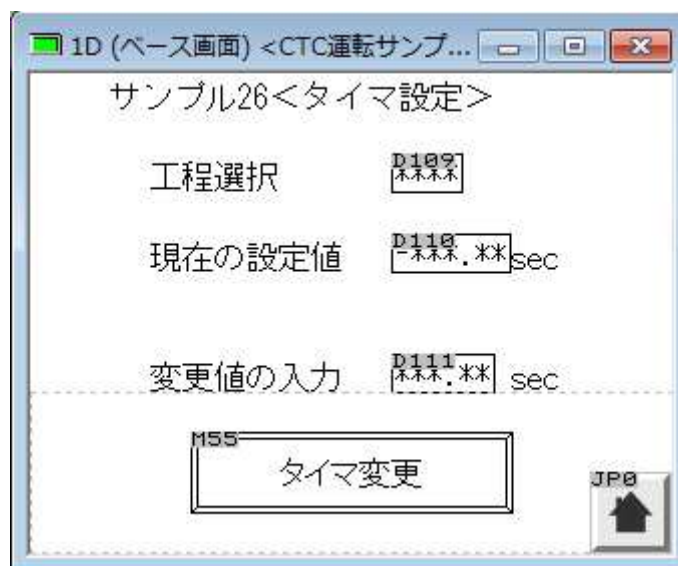 1D (ベース画面) <CTC運転サンプ...
サンプル26<タイマ設定>
工程選択 D109 ****
現在の設定値 D110 -***.** sec
変更値の入力 D111 ***.** sec
M55
タイマ変更
JP0